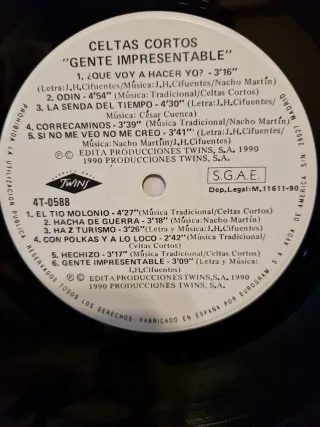 CELTAS CORTOS
"GENTE IMPRESENTABLE"
1. ¿QUE VOY A HACER YO? - 3'16"
(Letra:J.H,Cifuentes/Música:J.H,Cifuentes/Nacho Martín)
2. ODIN - 4'54" (Música:Tradicional/Celtas Cortos)
3. LA SENDA DEL TIEMPO - 4'30" (Letra:J.H.Cifuentes/
Música: César Cuenca)
4. CORRECAMINOS - 3'39" (Música:Tradicional/Nacho Martín)
5. SI NO ME VEO NO ME CREO - 3'41" (Letra:J.H.Cifuentes/
Música:Nacho Martín/J.H.Cifuentes)
Ⓟ EDITA PRODUCCIONES TWINS, S.A. 1990
© 1990 PRODUCCIONES TWINS, S.A.
TWINS
S.G.A.E.
4T-0588
Dep.Legal:M.11611-90
1. EL TIO MOLONIO - 4'27"(Música Tradicional/Celtas Cortos)
2. HACHA DE GUERRA - 3'18" (Música: Nacho Martín)
3. HAZ TURISMO - 3'26" (Letra y Música:J.H,Cifuentes)
4. CON POLKAS Y A LO LOCO - 2'42" (Música:Tradicional/
Celtas Cortos)
5. HECHIZO - 3'17" (Música:Tradicional/Celtas Cortos)
6. GENTE IMPRESENTABLE - 3'09" (Letra y Música:
J.H,Cifuentes)
Ⓟ EDITA PRODUCCIONES TWINS,S.A. 1990
© 1990 PRODUCCIONES TWINS, S.A.
PROHIBIDA LA UTILIZACION PUBLICA RESERVADOS TODOS LOS DERECHOS. FABRICADO EN ESPAÑA POR EUROGRAM, S.A. AVDA. DE AMERICA S/N 28002 MADRID